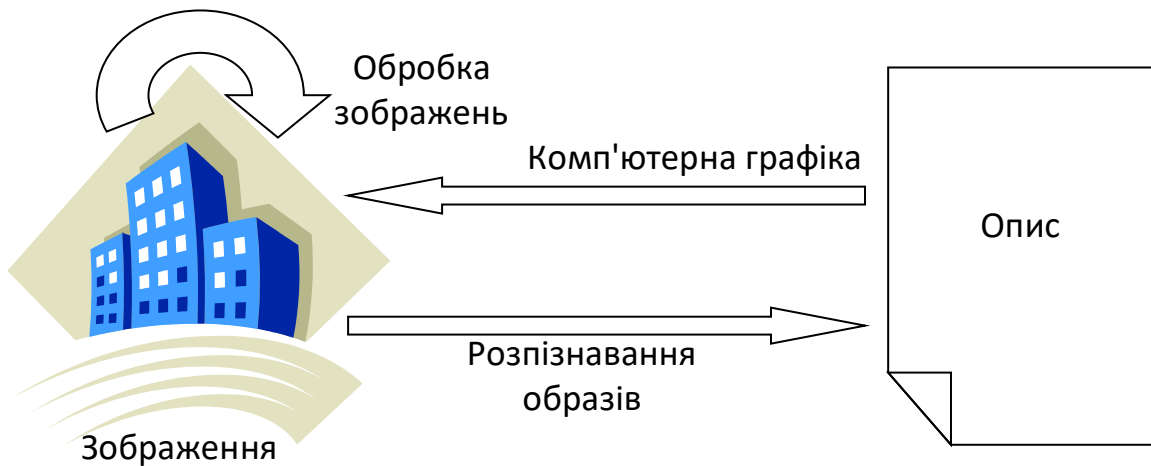 Обробка
зображень
Комп'ютерна графіка
Опис
Розпізнавання
образів
Зображення